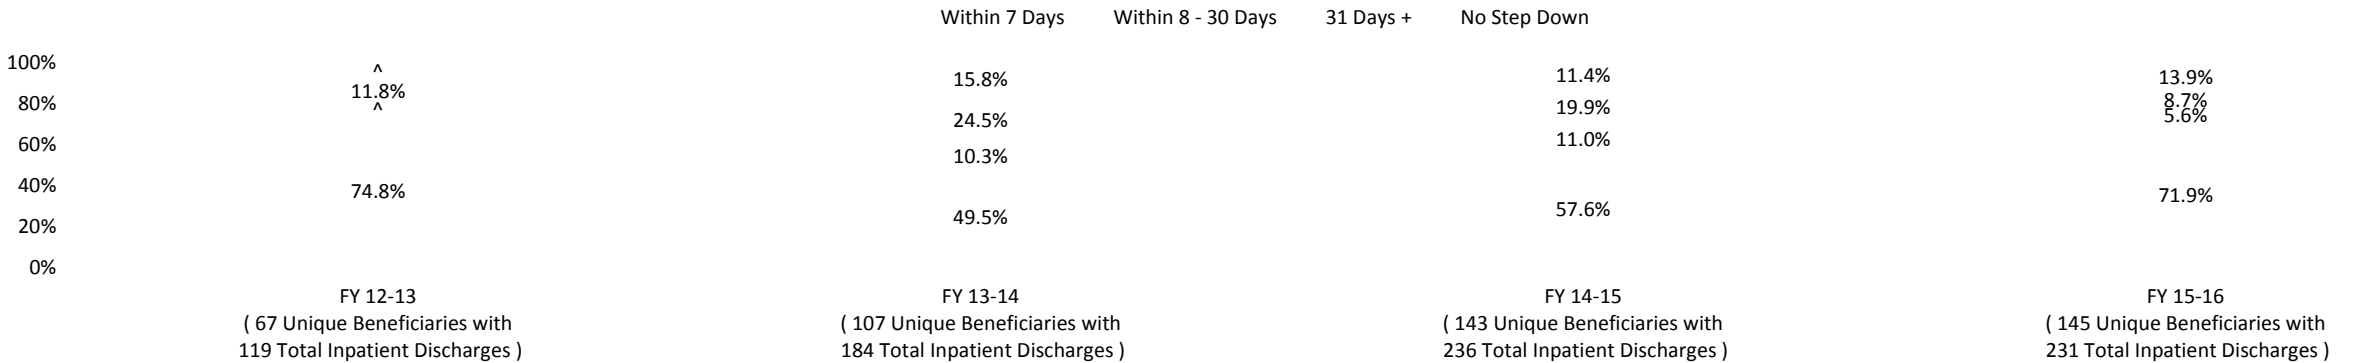 Within 7 Days Within 8 - 30 Days 31 Days + No Step Down
100%
80%
60%
40%
20%
0%
^
11.8%
^
74.8%
15.8%
24.5%
10.3%
49.5%
11.4%
19.9%
11.0%
57.6%
13.9%
8.7%
5.6%
71.9%
FY 12-13
( 67 Unique Beneficiaries with
119 Total Inpatient Discharges )
FY 13-14
( 107 Unique Beneficiaries with
184 Total Inpatient Discharges )
FY 14-15
( 143 Unique Beneficiaries with
236 Total Inpatient Discharges )
FY 15-16
( 145 Unique Beneficiaries with
231 Total Inpatient Discharges )